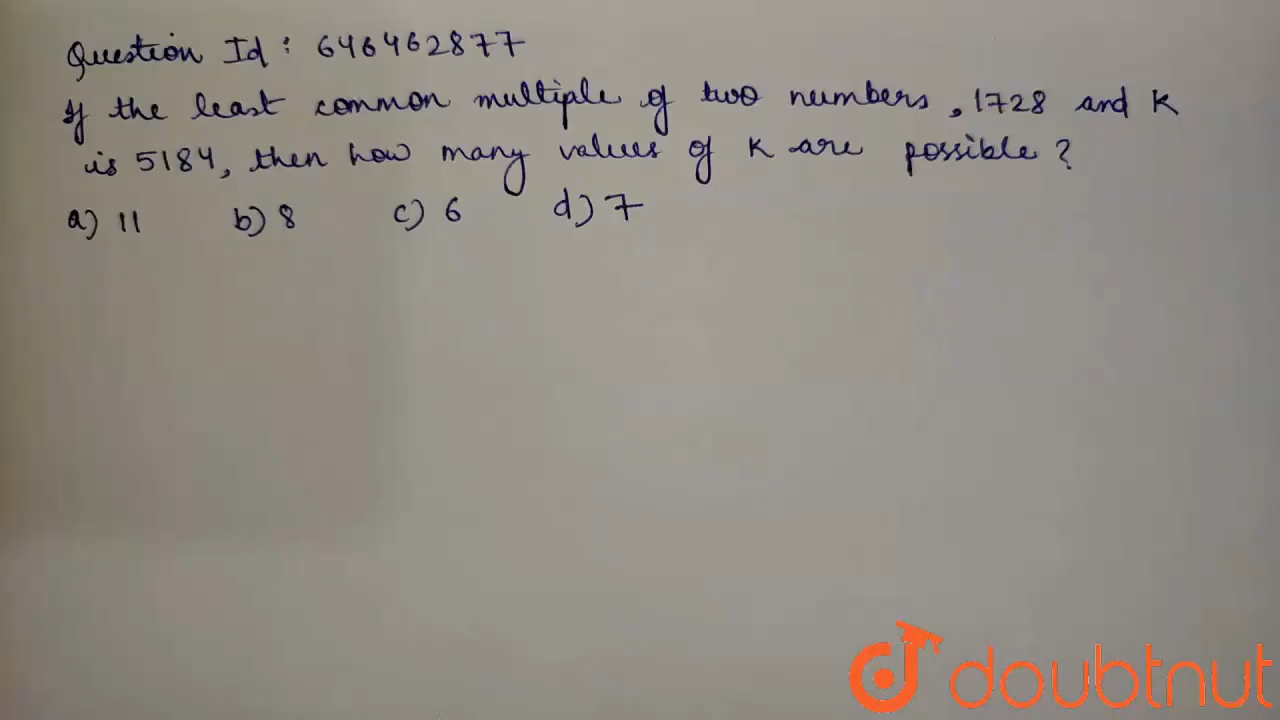 Question Id : 646462877
If the least common multiple of two numbers, 1728 and K
is 5184, then how many values of K are possible?
a) 11 b) 8 c) 6 d) 7
doubtnut